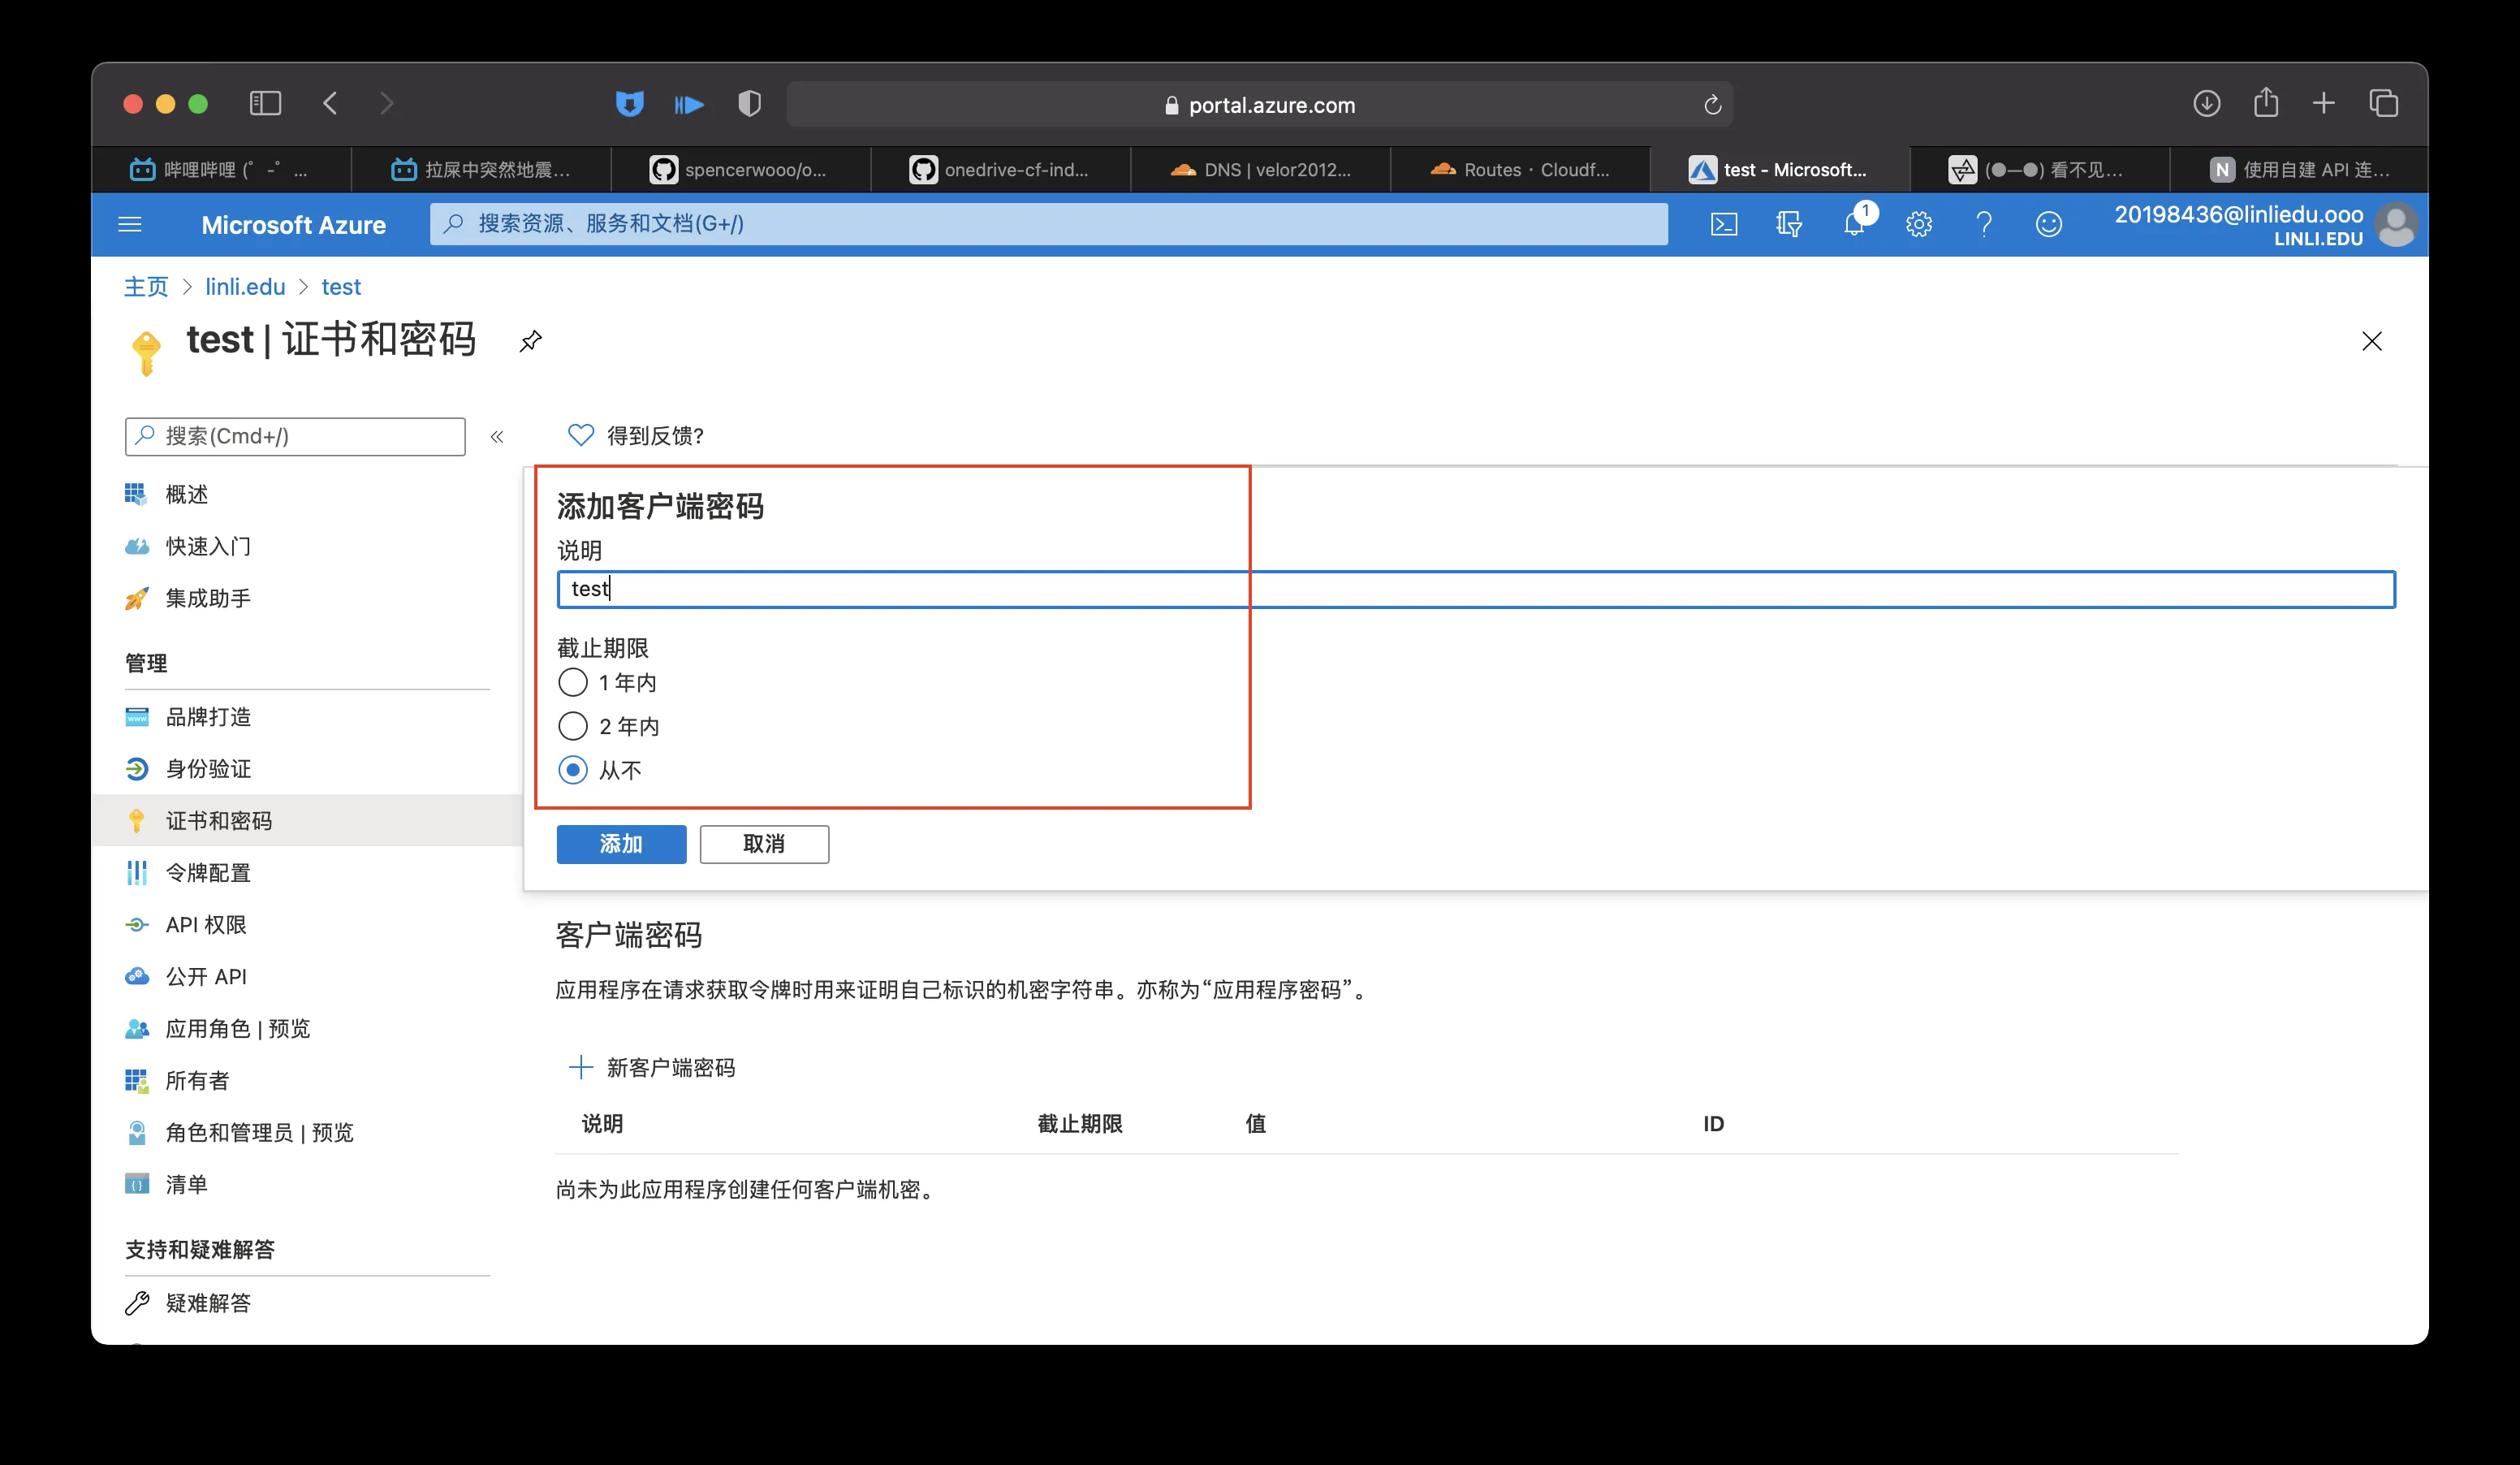 portal.azure.com
哔哩哔哩 (゜-゜ ...
拉屎中突然地震...
spencerwooo/o...
onedrive-cf-ind...
DNS | velor2012...
Routes · Cloudf...
test - Microsoft...
(●—●) 看不见...
N 使用自建 API 连...
Microsoft Azure
搜索资源、服务和文档(G+/)
1
20198436@linliedu.ooo
LINLI.EDU
主页 > linli.edu > test
test | 证书和密码
搜索(Cmd+/)
«
得到反馈?
概述
快速入门
集成助手
管理
品牌打造
身份验证
证书和密码
令牌配置
API 权限
公开 API
应用角色 | 预览
所有者
角色和管理员 | 预览
清单
支持和疑难解答
疑难解答
添加客户端密码
说明
test
截止期限
1 年内
2 年内
从不
添加
取消
客户端密码
应用程序在请求获取令牌时用来证明自己标识的机密字符串。亦称为“应用程序密码”。
新客户端密码
说明 截止期限 值 ID
尚未为此应用程序创建任何客户端机密。